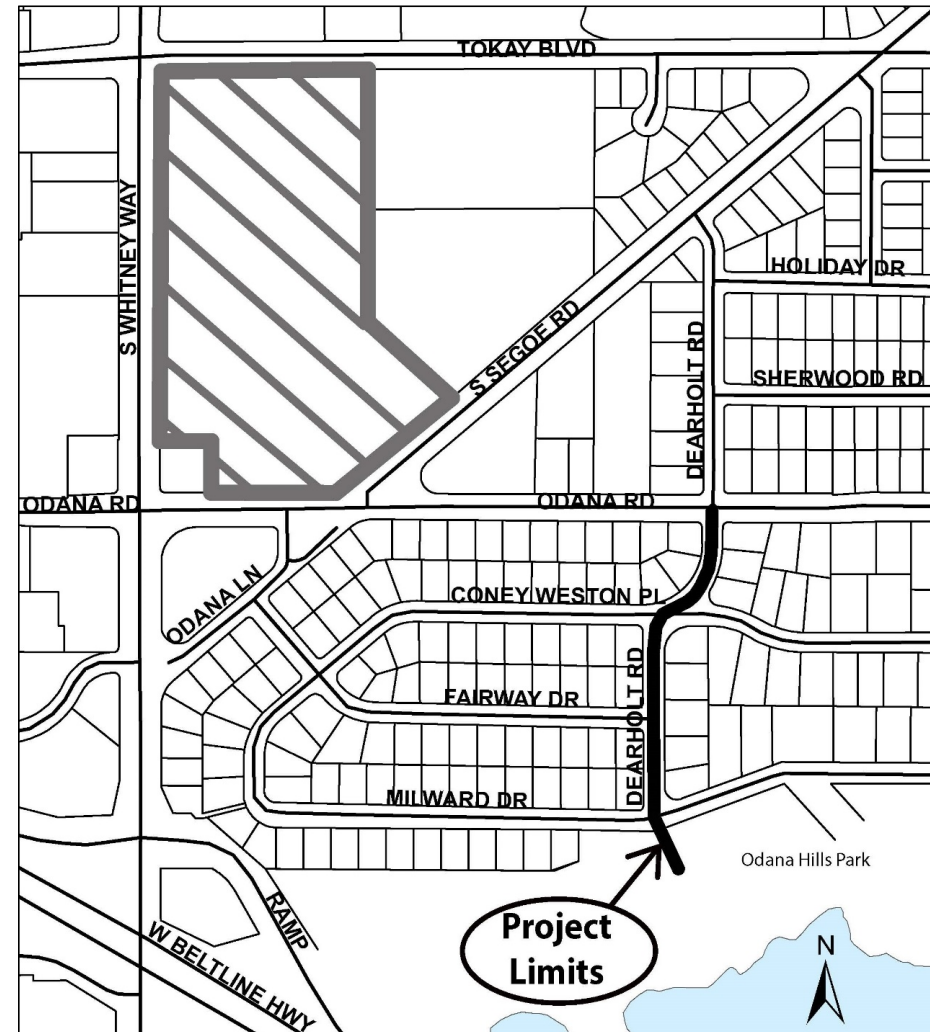 TOKAY BLVD
S WHITNEY WAY
HOLIDAY DR
S SEGOE RD
DEARHOLT RD
SHERWOOD RD
ODANA RD
ODANA RD
ODANA LN
CONEY WESTON PL
FAIRWAY DR
DEARHOLT RD
MILWARD DR
Odana Hills Park
RAMP
Project
Limits
W BELTLINE HWY
N